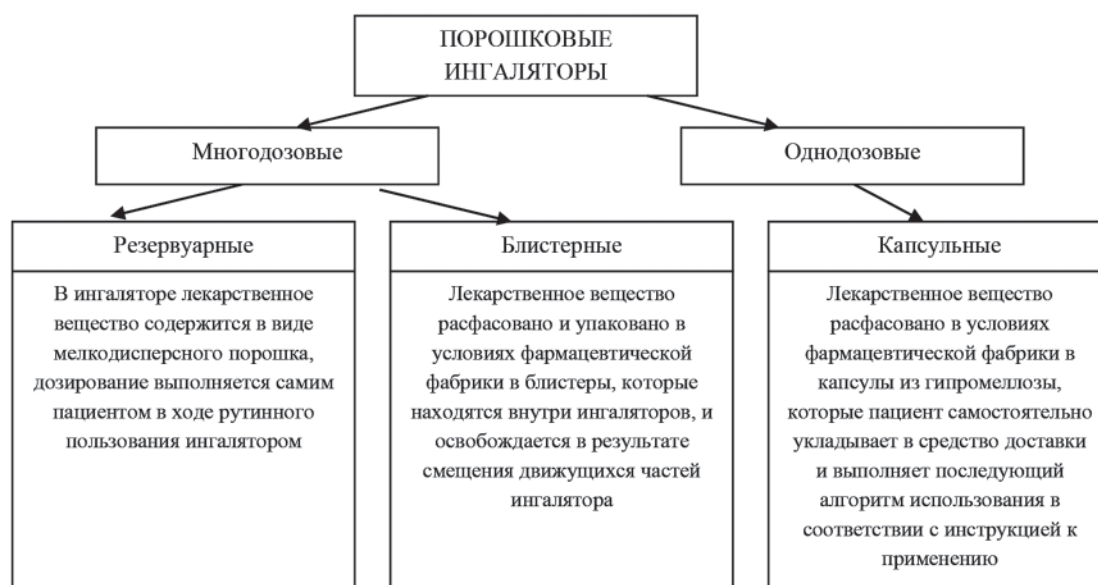 ПОРОШКОВЫЕ
ИНГАЛЯТОРЫ
Многодозовые
Однодозовые
Резервуарные
В ингаляторе лекарственное
вещество содержится в виде
мелкодисперсного порошка,
дозирование выполняется самим
пациентом в ходе рутинного
пользования ингалятором
Блистерные
Лекарственное вещество
расфасовано и упаковано в
условиях фармацевтической
фабрики в блистеры, которые
находятся внутри ингаляторов, и
освобождается в результате
смещения движущихся частей
ингалятора
Капсульные
Лекарственное вещество
расфасовано в условиях
фармацевтической фабрики в
капсулы из гипромеллозы,
которые пациент самостоятельно
укладывает в средство доставки
и выполняет последующий
алгоритм использования в
соответствии с инструкцией к
применению